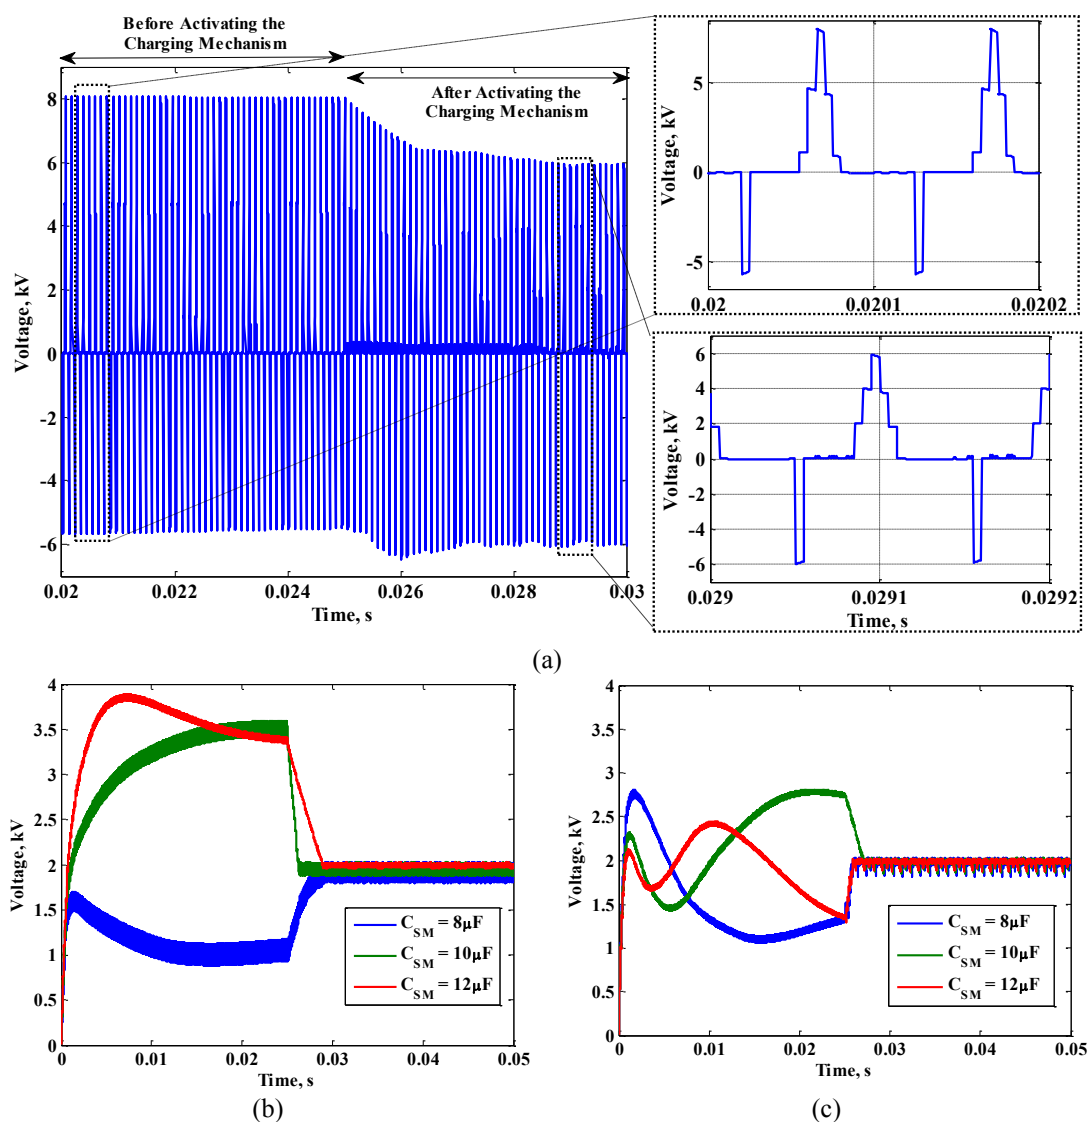 Before Activating the
Charging Mechanism
After Activating the
Charging Mechanism
Voltage, kV
8
6
4
2
0
-2
-4
-6
0.02
0.022
0.024
0.026
0.028
0.03
Time, s
Voltage, kV
5
0
-5
0.02
0.0201
0.0202
Voltage, kV
6
4
2
0
-2
-4
-6
0.029
0.0291
0.0292
Time, s
(a)
Voltage, kV
4
3.5
3
2.5
2
1.5
1
0.5
0
0
0.01
0.02
0.03
0.04
0.05
Time, s
C_SM = 8µF
C_SM = 10µF
C_SM = 12µF
(b)
Voltage, kV
4
3.5
3
2.5
2
1.5
1
0.5
0
0
0.01
0.02
0.03
0.04
0.05
Time, s
C_SM = 8µF
C_SM = 10µF
C_SM = 12µF
(c)